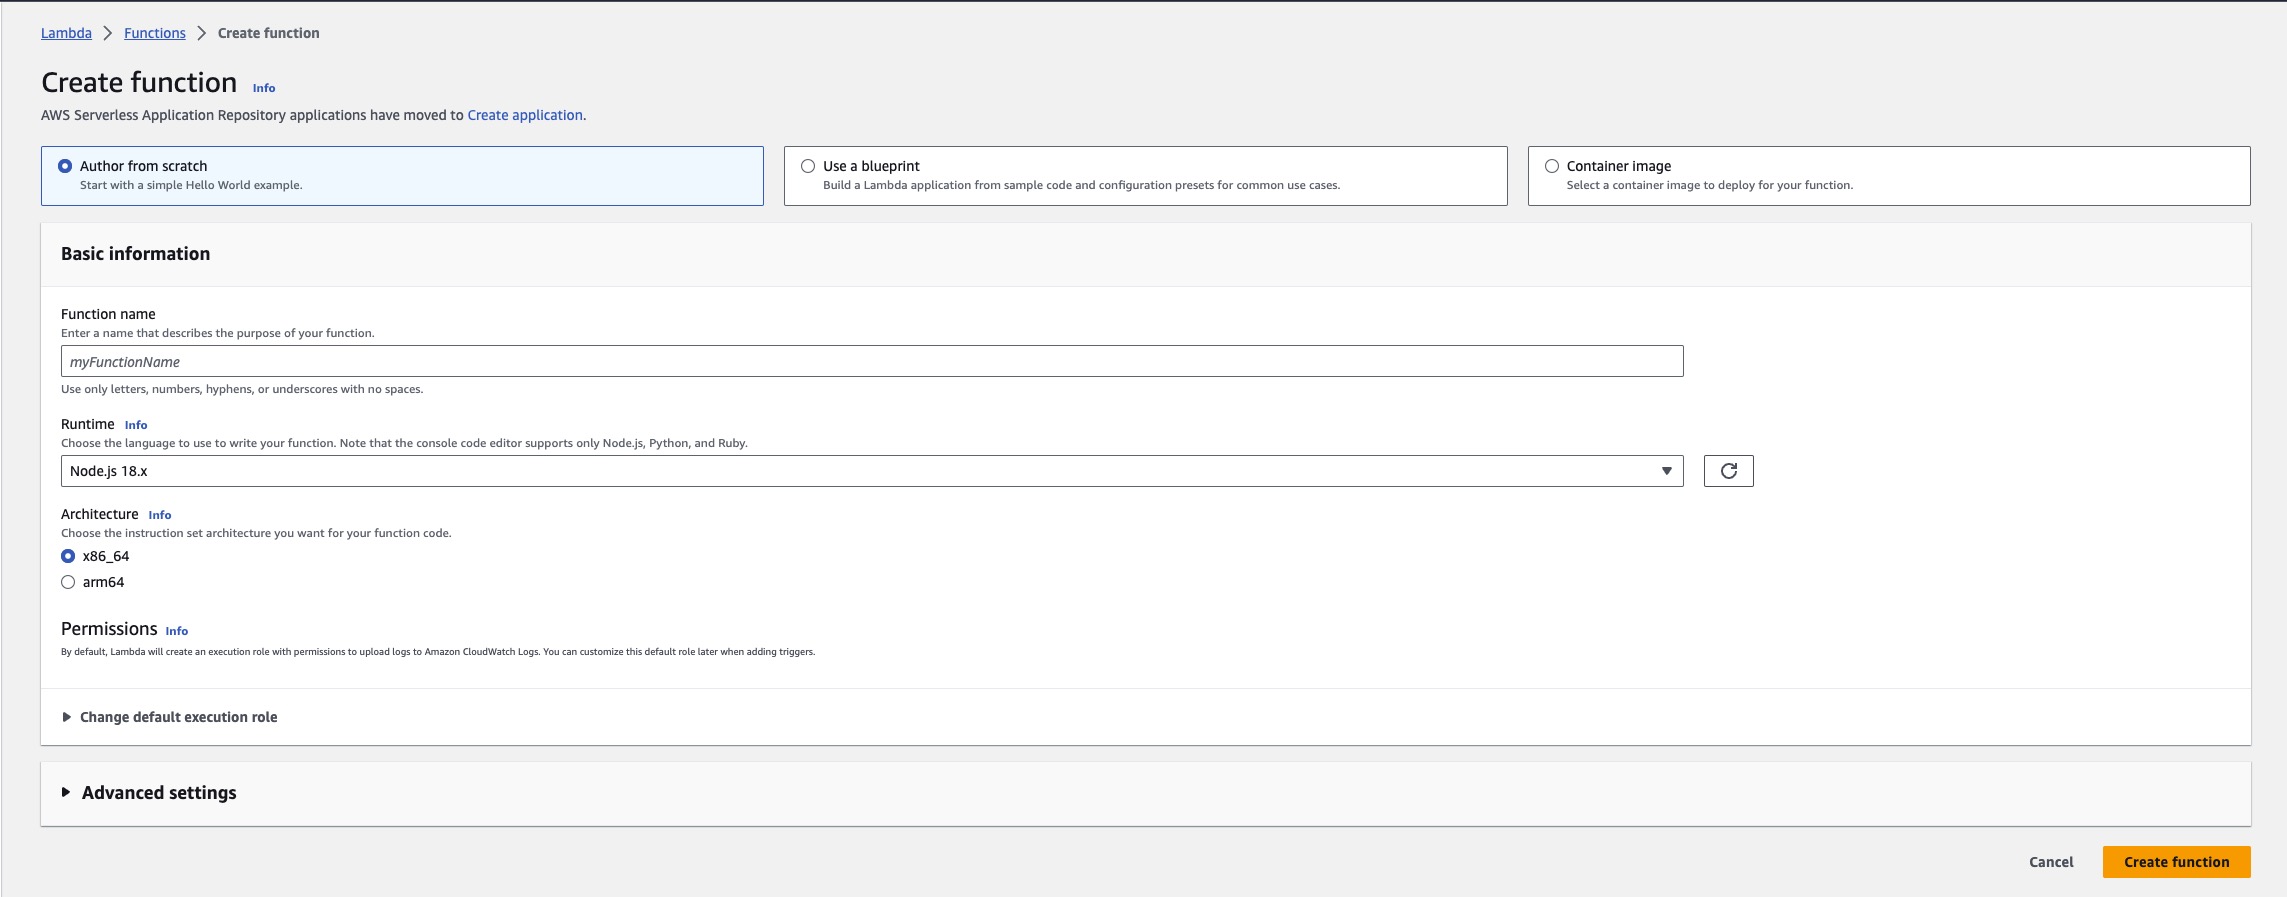 Lambda > Functions > Create function
Create function Info
AWS Serverless Application Repository applications have moved to Create application.
Author from scratch
Start with a simple Hello World example.
Use a blueprint
Build a Lambda application from sample code and configuration presets for common use cases.
Container image
Select a container image to deploy for your function.
Basic information
Function name
Enter a name that describes the purpose of your function.
myFunctionName
Use only letters, numbers, hyphens, or underscores with no spaces.
Runtime Info
Choose the language to use to write your function. Note that the console code editor supports only Node.js, Python, and Ruby.
Node.js 18.x
Architecture Info
Choose the instruction set architecture you want for your function code.
x86_64
arm64
Permissions Info
By default, Lambda will create an execution role with permissions to upload logs to Amazon CloudWatch Logs. You can customize this default role later when adding triggers.
Change default execution role
Advanced settings
Cancel Create function